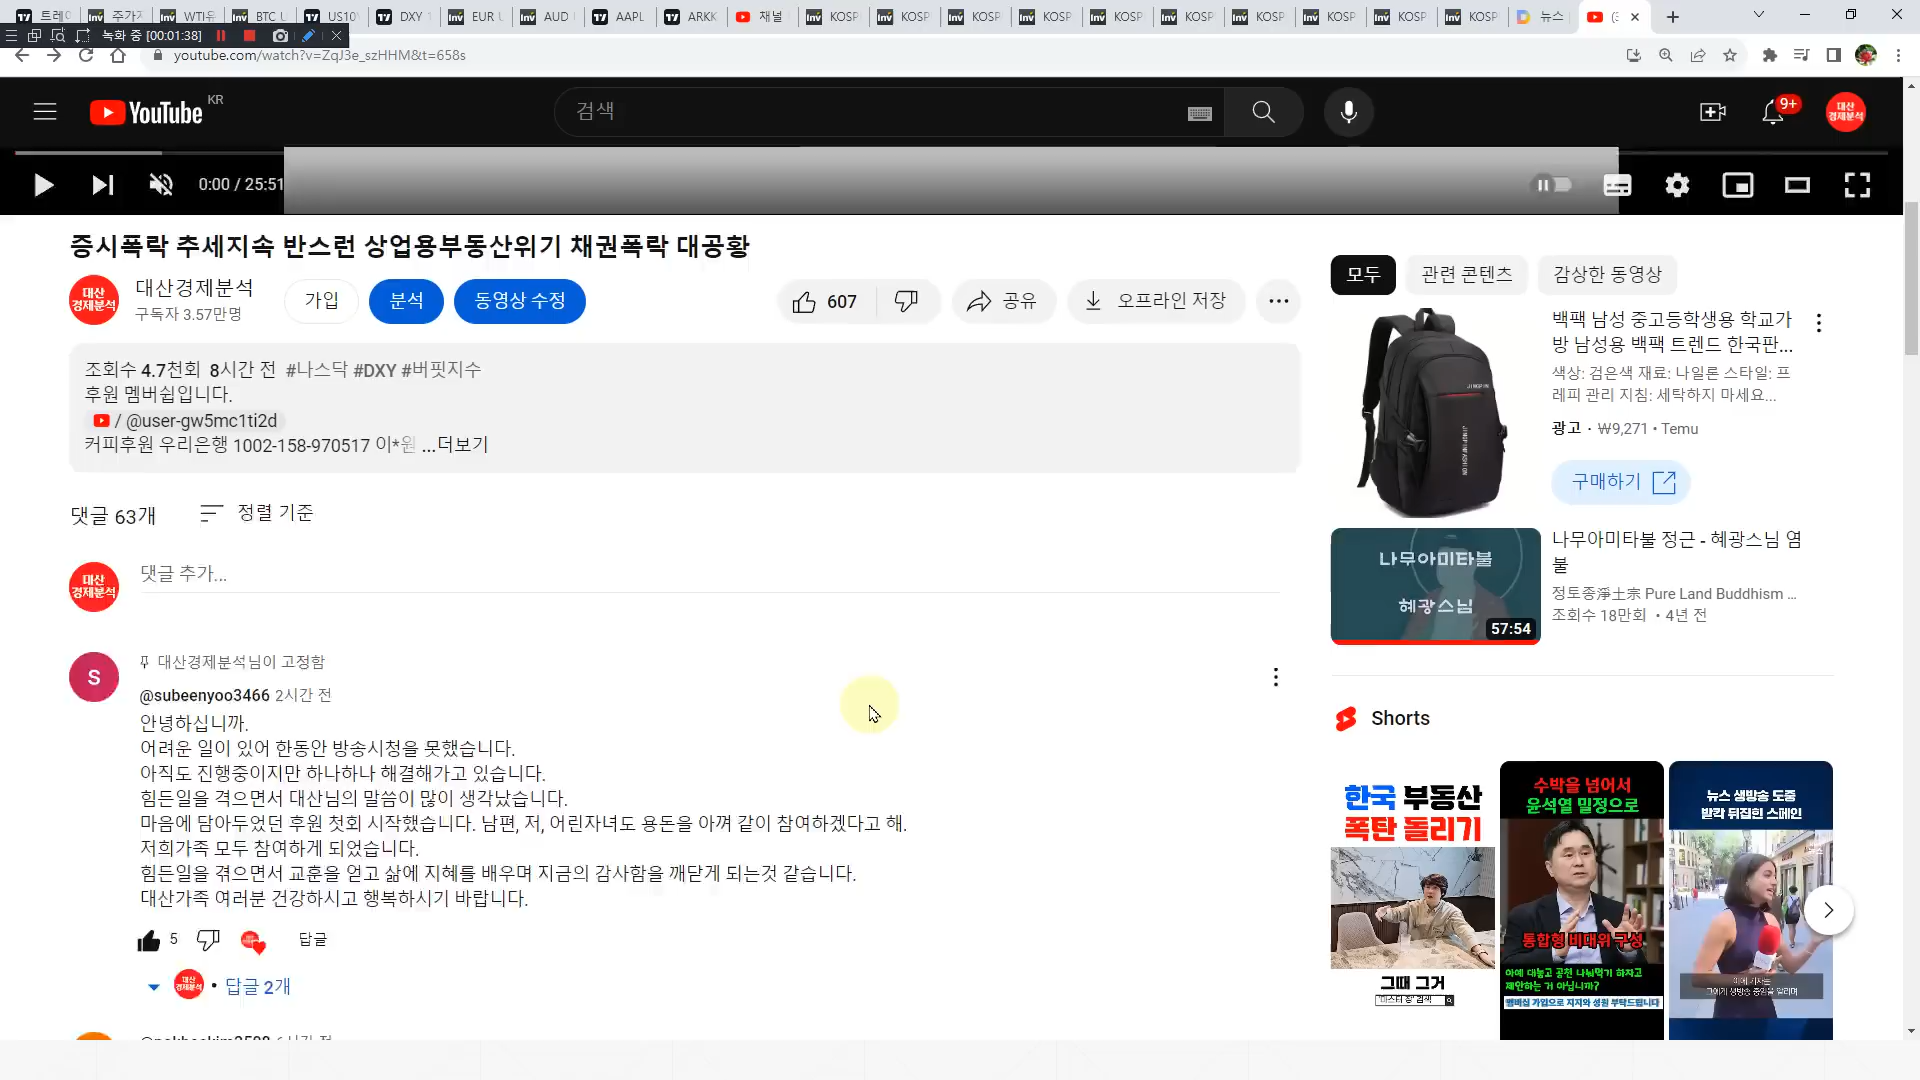 트레이
주가지
WTI유
BTC U
US10
DXY 1
EUR U
AUD
AAPL
ARKK
채널
KOSP
KOSP
KOSP
KOSP
KOSP
KOSP
KOSP
KOSP
KOSP
KOSP
뉴스
녹화 중 [00:01:38]
youtube.com/watch?v=ZqJ3e_szHHM&t=658s
YouTube KR
검색
9+
대산
경제분석
0:00 / 25:51
증시폭락 추세지속 반스런 상업용부동산위기 채권폭락 대공황
대산
경제분석
대산경제분석
구독자 3.57만명
가입
분석
동영상 수정
607
공유
오프라인 저장
조회수 4.7천회 8시간 전 #나스닥 #DXY #버핏지수
후원 멤버쉽입니다.
/ @user-gw5mc1ti2d
커피후원 우리은행 1002-158-970517 이*원 ...더보기
댓글 63개
정렬 기준
대산
경제분석
댓글 추가...
S
대산경제분석님이 고정함
@subeenyoo3466 2시간 전
안녕하십니까.
어려운 일이 있어 한동안 방송시청을 못했습니다.
아직도 진행중이지만 하나하나 해결해가고 있습니다.
힘든일을 겪으면서 대산님의 말씀이 많이 생각났습니다.
마음에 담아두었던 후원 첫회 시작했습니다. 남편, 저, 어린자녀도 용돈을 아껴 같이 참여하겠다고 해.
저희가족 모두 참여하게 되었습니다.
힘든일을 겪으면서 교훈을 얻고 삶에 지혜를 배우며 지금의 감사함을 깨닫게 되는것 같습니다.
대산가족 여러분 건강하시고 행복하시기 바랍니다.
5
답글
대산
경제분석
• 답글 2개
모두
관련 콘텐츠
감상한 동영상
백팩 남성 중고등학생용 학교가
방 남성용 백팩 트렌드 한국판...
색상: 검은색 재료: 나일론 스타일: 프
레피 관리 지침: 세탁하지 마세요...
광고 · ₩9,271 • Temu
구매하기
나무아미타불
혜광스님
57:54
나무아미타불 정근 - 혜광스님 염
불
정토종淨土宗 Pure Land Buddhism ...
조회수 18만회 • 4년 전
Shorts
한국 부동산
폭탄 돌리기
그때 그거
수박을 넘어서
윤석열 밀정으로
통합형 비대위 구성
아예 대놓고 공천 나눠먹기 하자고
제안하는 거 아닙니까?
멤버십 가입으로 지지와 성원 부탁드립니다
뉴스 생방송 도중
발칵 뒤집힌 스페인